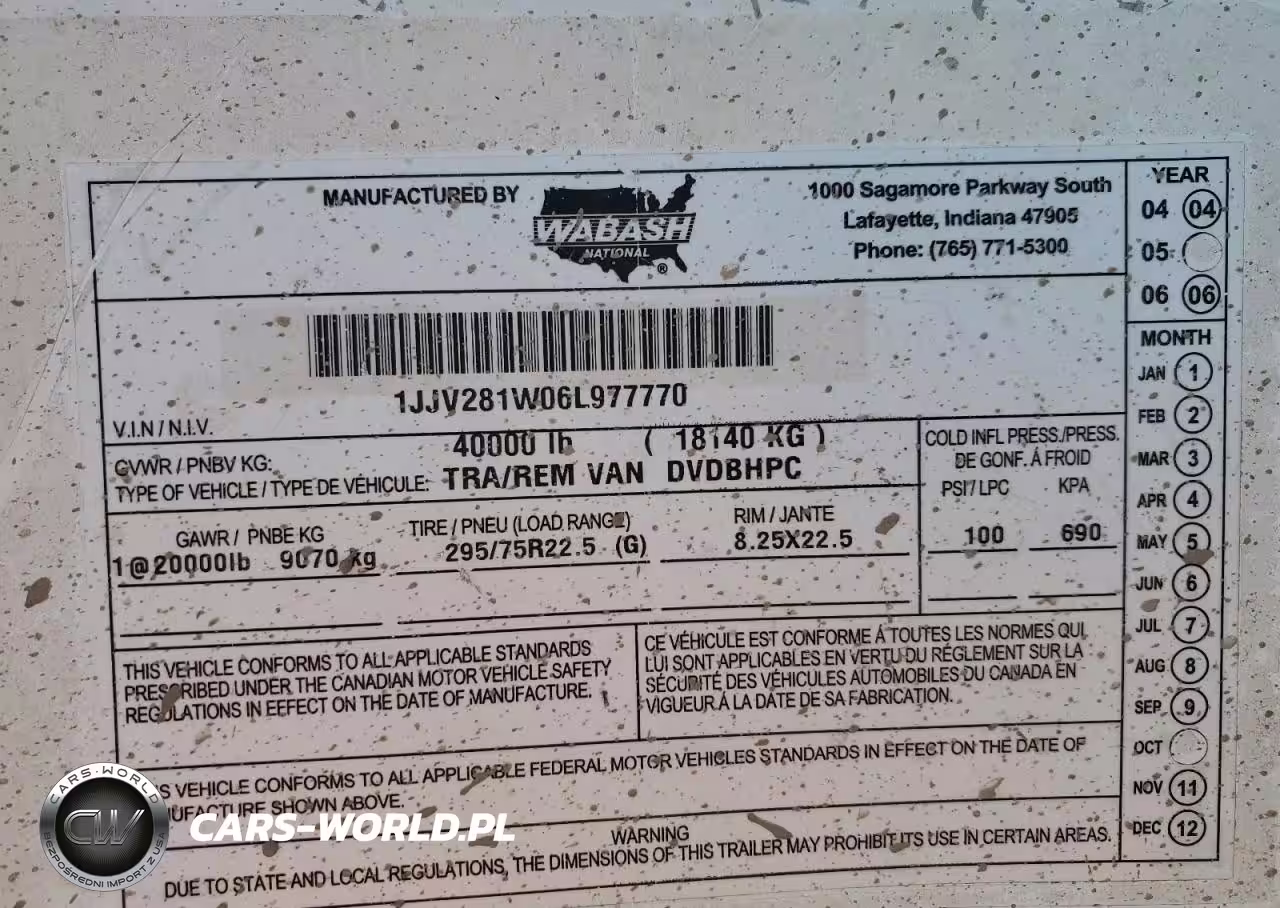 MANUFACTURED BY
WABASH
NATIONAL
®
1000 Sagamore Parkway South
Lafayette, Indiana 47905
Phone: (765) 771-5300
YEAR
04 04
05
06 06
MONTH
JAN 1
FEB 2
MAR 3
APR 4
MAY 5
JUN 6
JUL 7
AUG 8
SEP 9
OCT
NOV 11
DEC 12
1JJV281W06L977770
V.I.N / N.I.V.
GVWR / PNBV KG: 40000 lb ( 18140 KG )
TYPE OF VEHICLE / TYPE DE VÉHICULE: TRA/REM VAN DVDBHPC
COLD INFL PRESS./PRESS.
DE GONF. Á FROID
PSI / LPC KPA
100 690
GAWR / PNBE KG TIRE / PNEU (LOAD RANGE) RIM / JANTE
1@20000lb 9070 kg 295/75R22.5 (G) 8.25X22.5
THIS VEHICLE CONFORMS TO ALL APPLICABLE STANDARDS
PRESCRIBED UNDER THE CANADIAN MOTOR VEHICLE SAFETY
REGULATIONS IN EFFECT ON THE DATE OF MANUFACTURE.
CE VÉHICULE EST CONFORME Á TOUTES LES NORMES QUI
LUI SONT APPLICABLES EN VERTU DU RÉGLEMENT SUR LA
SÉCURITÉ DES VÉHICULES AUTOMOBILES DU CANADA EN
VIGUEUR Á LA DATE DE SA FABRICATION.
S VEHICLE CONFORMS TO ALL APPLICABLE FEDERAL MOTOR VEHICLES STANDARDS IN EFFECT ON THE DATE OF
UFACTURE SHOWN ABOVE.
WARNING
DUE TO STATE AND LOCAL REGULATIONS, THE DIMENSIONS OF THIS TRAILER MAY PROHIBIT ITS USE IN CERTAIN AREAS.
CARS-WORLD
CW
BEZPOSREDNI IMPORT Z USA
CARS-WORLD.PL